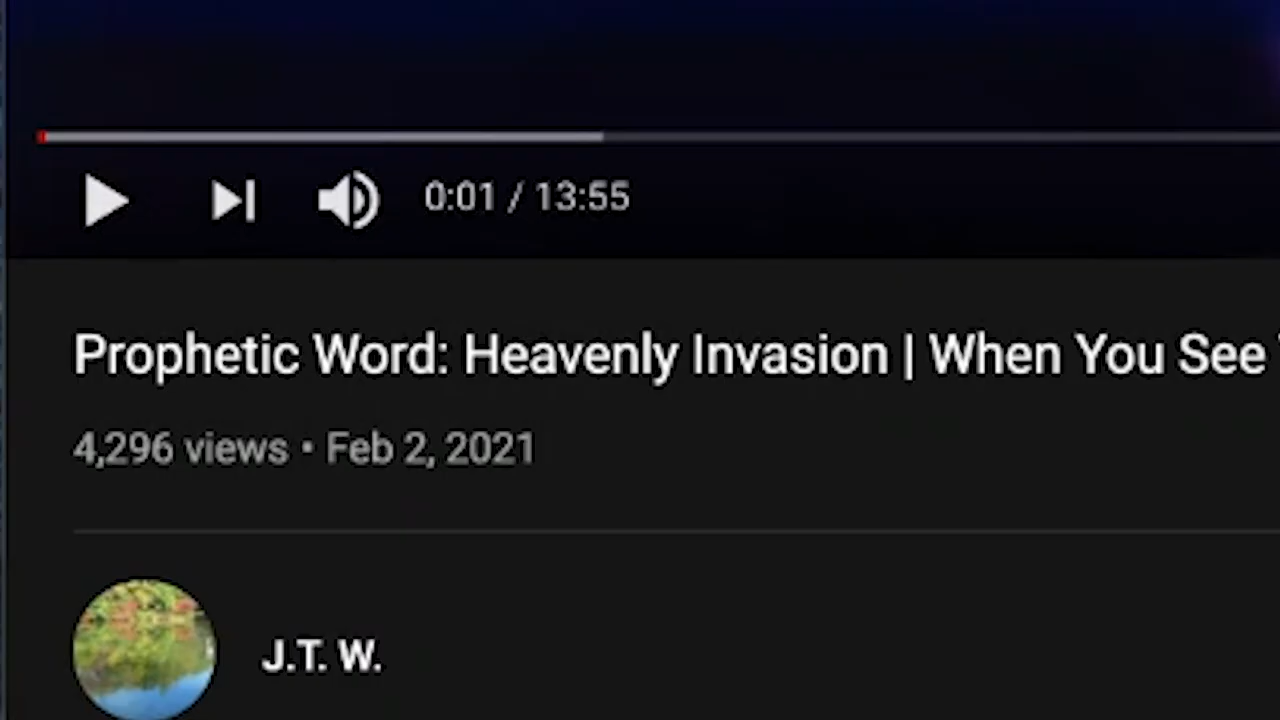 0:01 / 13:55
Prophetic Word: Heavenly Invasion | When You See
4,296 views • Feb 2, 2021
J.T. W.